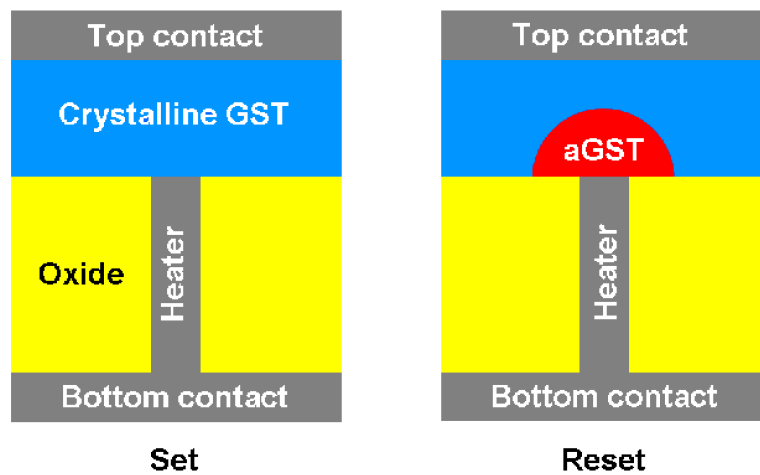 Top contact
Crystalline GST
Oxide
Heater
Bottom contact
Set
Top contact
aGST
Heater
Bottom contact
Reset